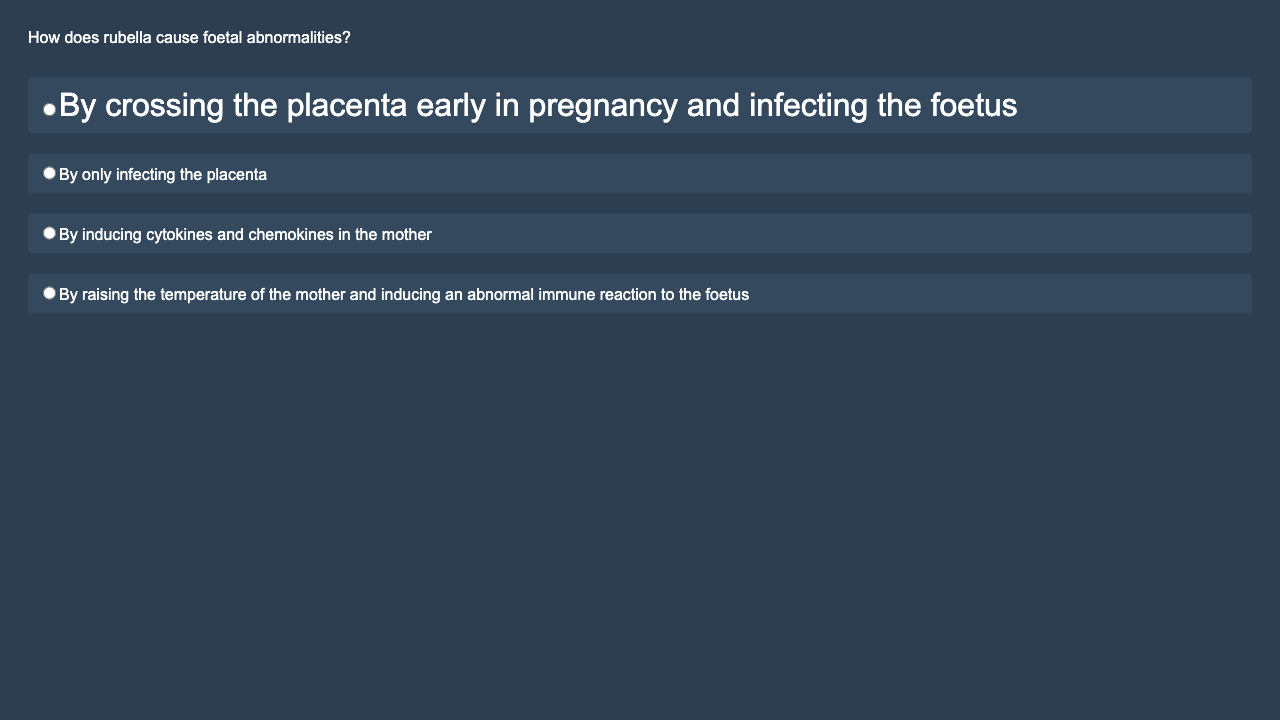 How does rubella cause foetal abnormalities?
By crossing the placenta early in pregnancy and infecting the foetus
By only infecting the placenta
By inducing cytokines and chemokines in the mother
By raising the temperature of the mother and inducing an abnormal immune reaction to the foetus